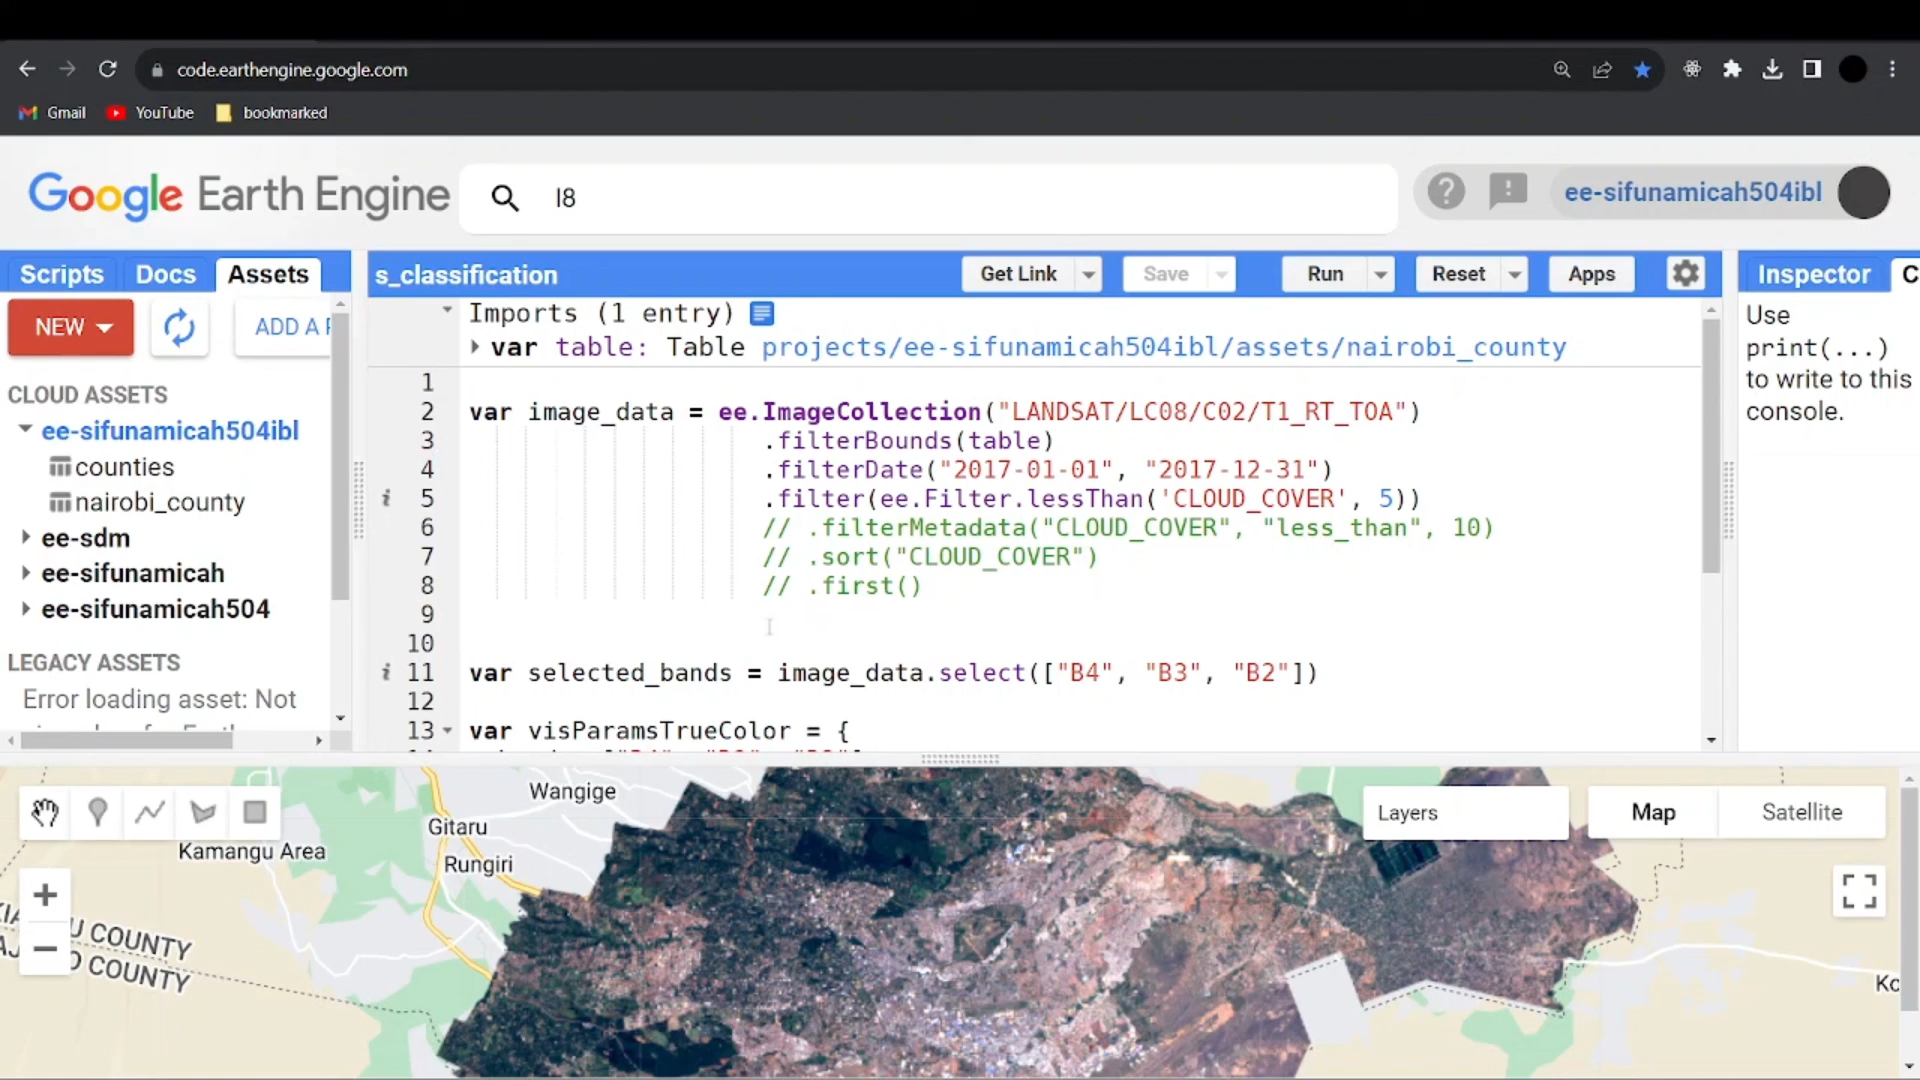 code.earthengine.google.com
Gmail
YouTube
bookmarked
Google Earth Engine
l8
ee-sifunamicah504ibl
Scripts
Docs
Assets
s_classification
Get Link
Save
Run
Reset
Apps
Inspector
C
NEW
ADD A
Imports (1 entry)
var table: Table projects/ee-sifunamicah504ibl/assets/nairobi_county
Use
print(...)
to write to this
console.
CLOUD ASSETS
ee-sifunamicah504ibl
counties
nairobi_county
ee-sdm
ee-sifunamicah
ee-sifunamicah504
LEGACY ASSETS
Error loading asset: Not
1
2 var image_data = ee.ImageCollection("LANDSAT/LC08/C02/T1_RT_TOA")
3 .filterBounds(table)
4 .filterDate("2017-01-01", "2017-12-31")
i 5 .filter(ee.Filter.lessThan('CLOUD_COVER', 5))
6 // .filterMetadata("CLOUD_COVER", "less_than", 10)
7 // .sort("CLOUD_COVER")
8 // .first()
9
10
i 11 var selected_bands = image_data.select(["B4", "B3", "B2"])
12
13 var visParamsTrueColor = {
Wangige
Gitaru
Kamangu Area
Rungiri
Layers
Map
Satellite
U COUNTY
O COUNTY
Kc